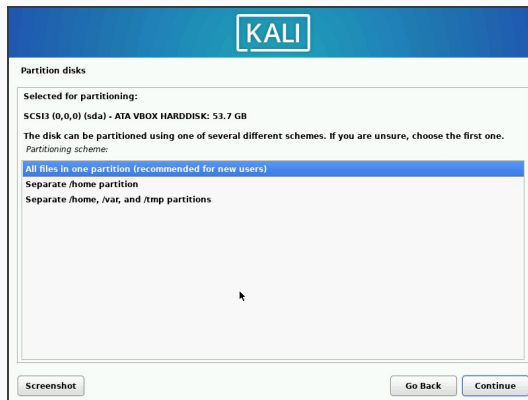 KALI
Partition disks
Selected for partitioning:
SCSI3 (0,0,0) (sda) - ATA VBOX HARDDISK: 53.7 GB
The disk can be partitioned using one of several different schemes. If you are unsure, choose the first one.
Partitioning scheme:
All files in one partition (recommended for new users)
Separate /home partition
Separate /home, /var, and /tmp partitions
Screenshot Go Back Continue